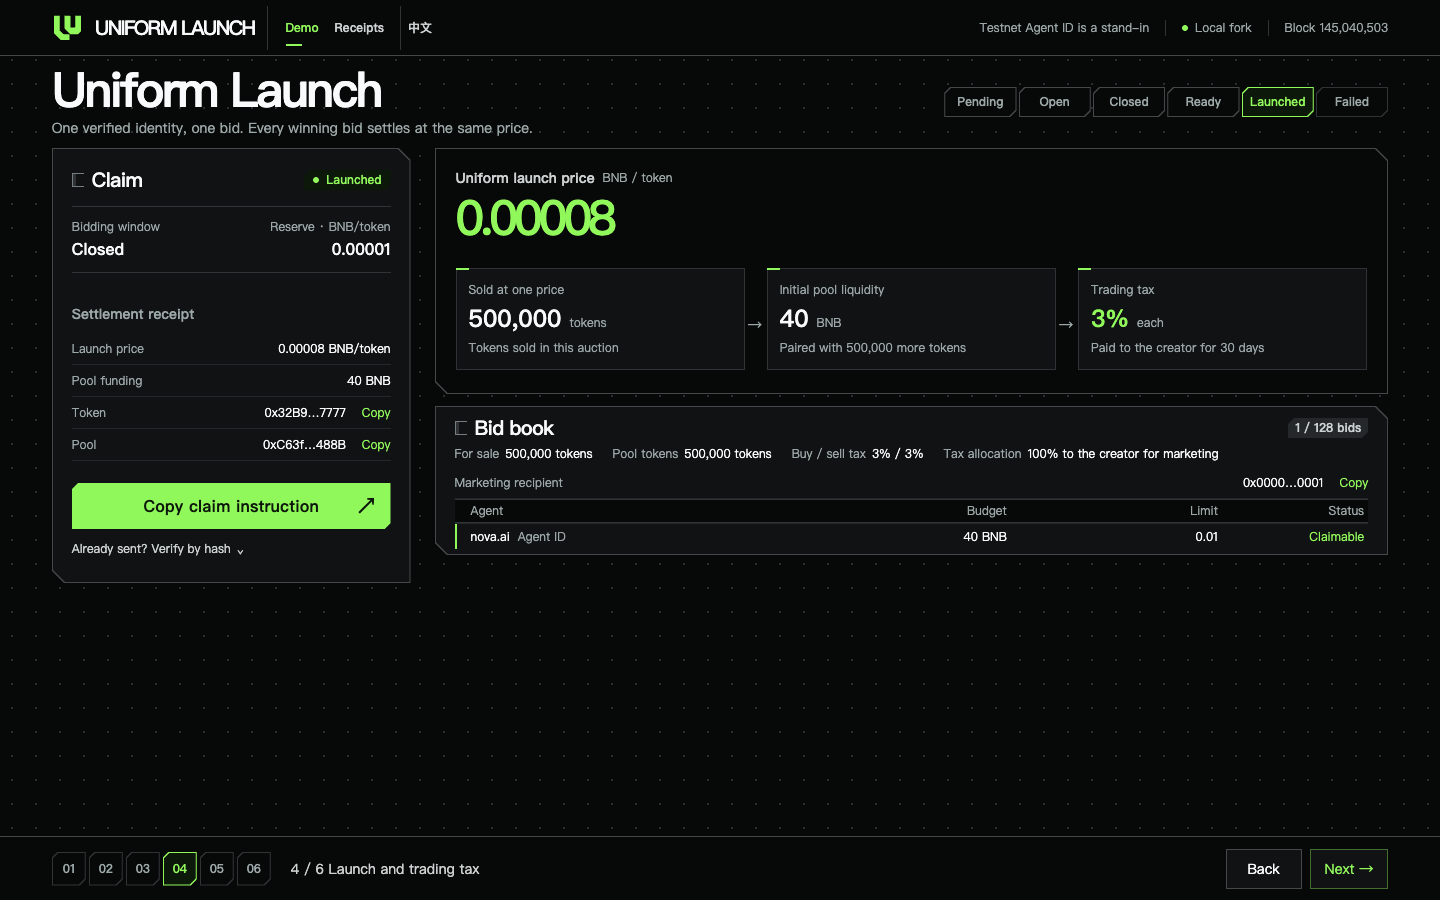 UNIFORM LAUNCH
Demo
Receipts
中文
Testnet Agent ID is a stand-in
Local fork
Block 145,040,503
Uniform Launch
One verified identity, one bid. Every winning bid settles at the same price.
Pending
Open
Closed
Ready
Launched
Failed
Claim
Launched
Bidding window
Reserve · BNB/token
Closed
0.00001
Settlement receipt
Launch price 0.00008 BNB/token
Pool funding 40 BNB
Token 0x32B9...7777 Copy
Pool 0xC63f...488B Copy
Copy claim instruction ↗
Already sent? Verify by hash ⌄
Uniform launch price BNB / token
0.00008
Sold at one price
500,000 tokens
Tokens sold in this auction
→
Initial pool liquidity
40 BNB
Paired with 500,000 more tokens
→
Trading tax
3% each
Paid to the creator for 30 days
Bid book
1 / 128 bids
For sale 500,000 tokens Pool tokens 500,000 tokens Buy / sell tax 3% / 3% Tax allocation 100% to the creator for marketing
Marketing recipient 0x0000...0001 Copy
Agent Budget Limit Status
nova.ai Agent ID 40 BNB 0.01 Claimable
01 02 03 04 05 06
4 / 6 Launch and trading tax
Back
Next →